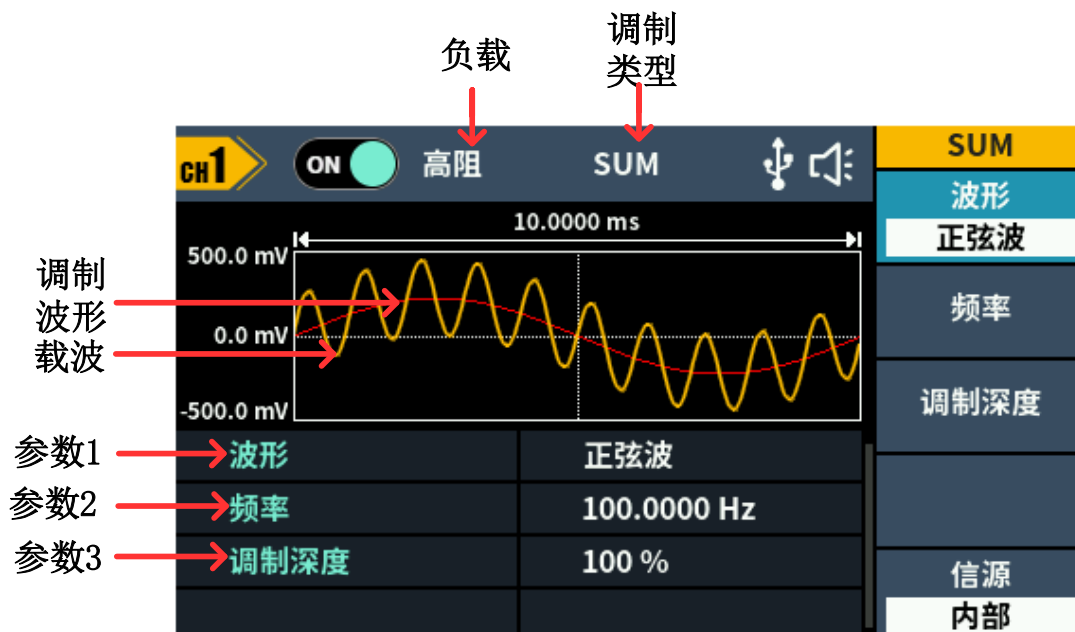 负载
调制
类型
CH1
ON
高阻
SUM
SUM
波形
正弦波
频率
调制深度
信源
内部
10.0000 ms
500.0 mV
0.0 mV
-500.0 mV
调制
波形
载波
参数1
波形
正弦波
参数2
频率
100.0000 Hz
参数3
调制深度
100 %